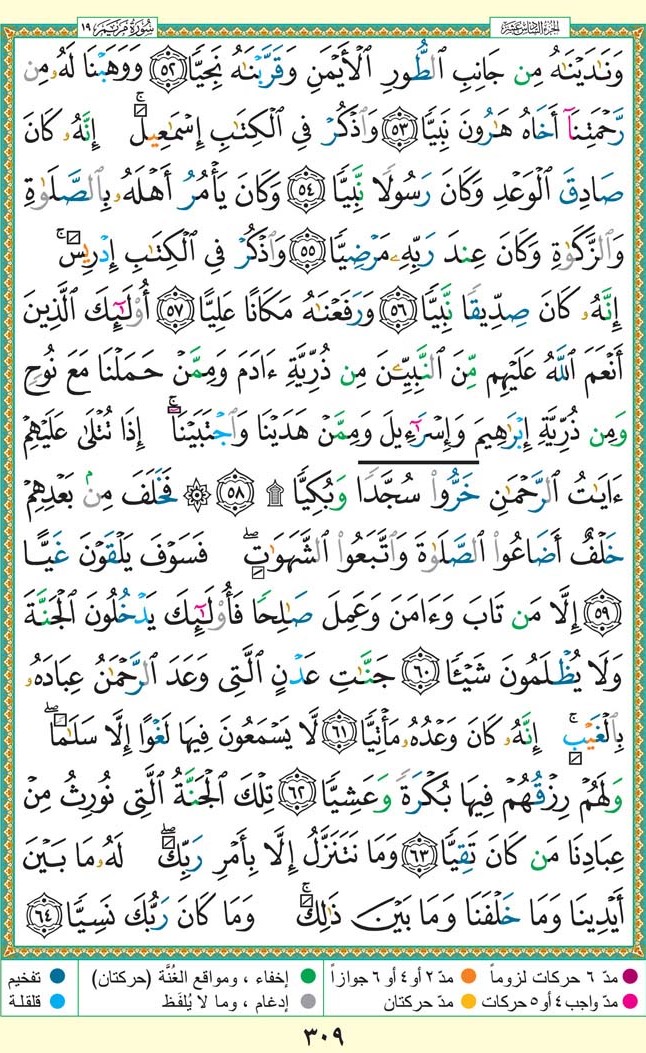 الجزء السادس عشر
سُورَةُ مَرْيَمَ ١٩
وَنَٰدَيْنَٰهُ مِن جَانِبِ ٱلطُّورِ ٱلْأَيْمَنِ وَقَرَّبْنَٰهُ نَجِيًّا ٥٢ وَوَهَبْنَا لَهُۥ مِن
رَّحْمَتِنَآ أَخَاهُ هَٰرُونَ نَبِيًّا ٥٣ وَٱذْكُرْ فِى ٱلْكِتَٰبِ إِسْمَٰعِيلَ ۚ إِنَّهُۥ كَانَ
صَادِقَ ٱلْوَعْدِ وَكَانَ رَسُولًا نَّبِيًّا ٥٤ وَكَانَ يَأْمُرُ أَهْلَهُۥ بِٱلصَّلَوٰةِ
وَٱلزَّكَوٰةِ وَكَانَ عِندَ رَبِّهِۦ مَرْضِيًّا ٥٥ وَٱذْكُرْ فِى ٱلْكِتَٰبِ إِدْرِيسَ ۚ
إِنَّهُۥ كَانَ صِدِّيقًا نَّبِيًّا ٥٦ وَرَفَعْنَٰهُ مَكَانًا عَلِيًّا ٥٧ أُو۟لَٰٓئِكَ ٱلَّذِينَ
أَنْعَمَ ٱللَّهُ عَلَيْهِم مِّنَ ٱلنَّبِيِّـۧنَ مِن ذُرِّيَّةِ ءَادَمَ وَمِمَّنْ حَمَلْنَا مَعَ نُوحٍ
وَمِن ذُرِّيَّةِ إِبْرَٰهِيمَ وَإِسْرَٰٓءِيلَ وَمِمَّنْ هَدَيْنَا وَٱجْتَبَيْنَآ ۚ إِذَا تُتْلَىٰ عَلَيْهِمْ
ءَايَٰتُ ٱلرَّحْمَٰنِ خَرُّوا۟ سُجَّدًا وَبُكِيًّا ۩ ٥٨ ۞ فَخَلَفَ مِنۢ بَعْدِهِمْ
خَلْفٌ أَضَاعُوا۟ ٱلصَّلَوٰةَ وَٱتَّبَعُوا۟ ٱلشَّهَوَٰتِ ۖ فَسَوْفَ يَلْقَوْنَ غَيًّا
٥٩ إِلَّا مَن تَابَ وَءَامَنَ وَعَمِلَ صَٰلِحًا فَأُو۟لَٰٓئِكَ يَدْخُلُونَ ٱلْجَنَّةَ
وَلَا يُظْلَمُونَ شَيْـًٔا ٦٠ جَنَّٰتِ عَدْنٍ ٱلَّتِى وَعَدَ ٱلرَّحْمَٰنُ عِبَادَهُۥ
بِٱلْغَيْبِ ۚ إِنَّهُۥ كَانَ وَعْدُهُۥ مَأْتِيًّا ٦١ لَّا يَسْمَعُونَ فِيهَا لَغْوًا إِلَّا سَلَٰمًا ۖ
وَلَهُمْ رِزْقُهُمْ فِيهَا بُكْرَةً وَعَشِيًّا ٦٢ تِلْكَ ٱلْجَنَّةُ ٱلَّتِى نُورِثُ مِنْ
عِبَادِنَا مَن كَانَ تَقِيًّا ٦٣ وَمَا نَتَنَزَّلُ إِلَّا بِأَمْرِ رَبِّكَ ۖ لَهُۥ مَا بَيْنَ
أَيْدِينَا وَمَا خَلْفَنَا وَمَا بَيْنَ ذَٰلِكَ ۚ وَمَا كَانَ رَبُّكَ نَسِيًّا ٦٤
مدّ ٦ حركات لزوماً
مدّ ٢ أو ٤ أو ٦ جوازاً
إخفاء ، ومواقع الغُنَّة (حركتان)
تفخيم
مدّ واجب ٤ أو ٥ حركات
مدّ حركتان
إدغام ، وما لا يُلفَظ
قلقلة
٣٠٩